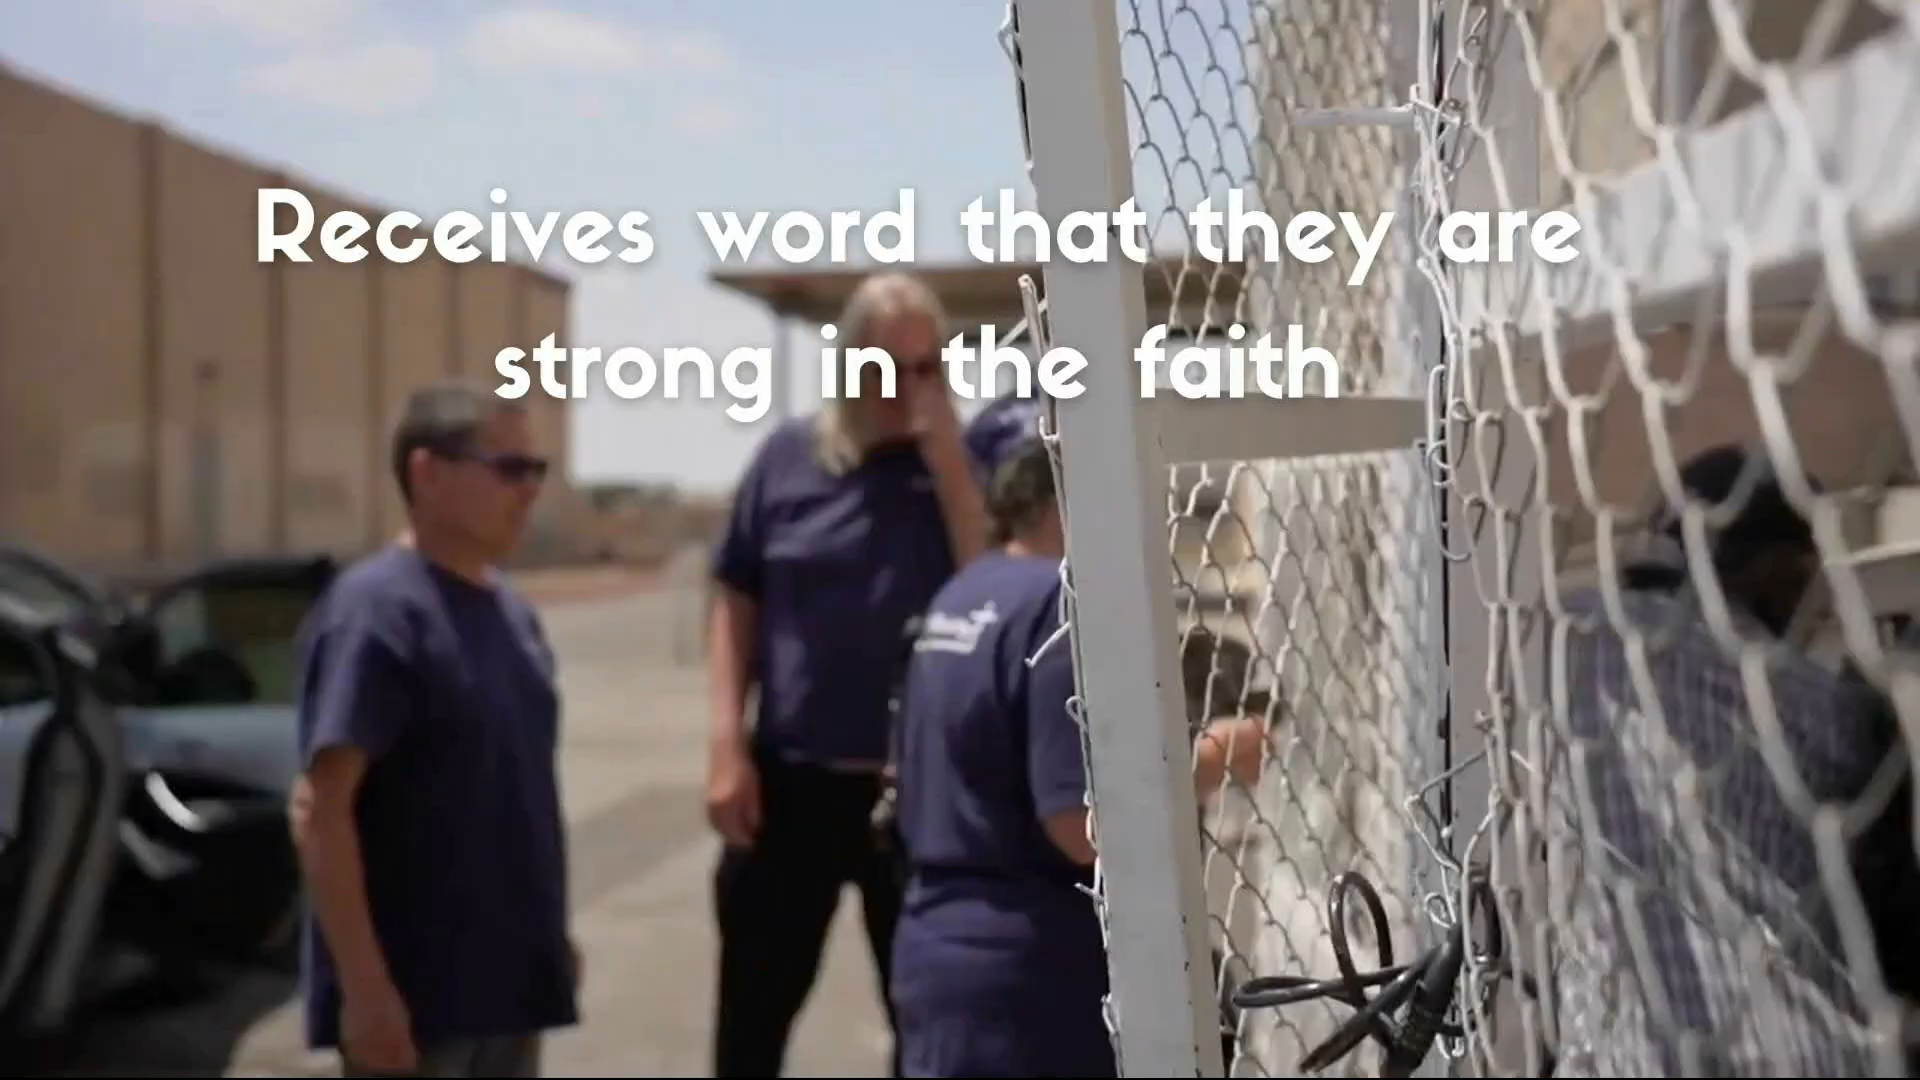 Receives word that they are
strong in the faith